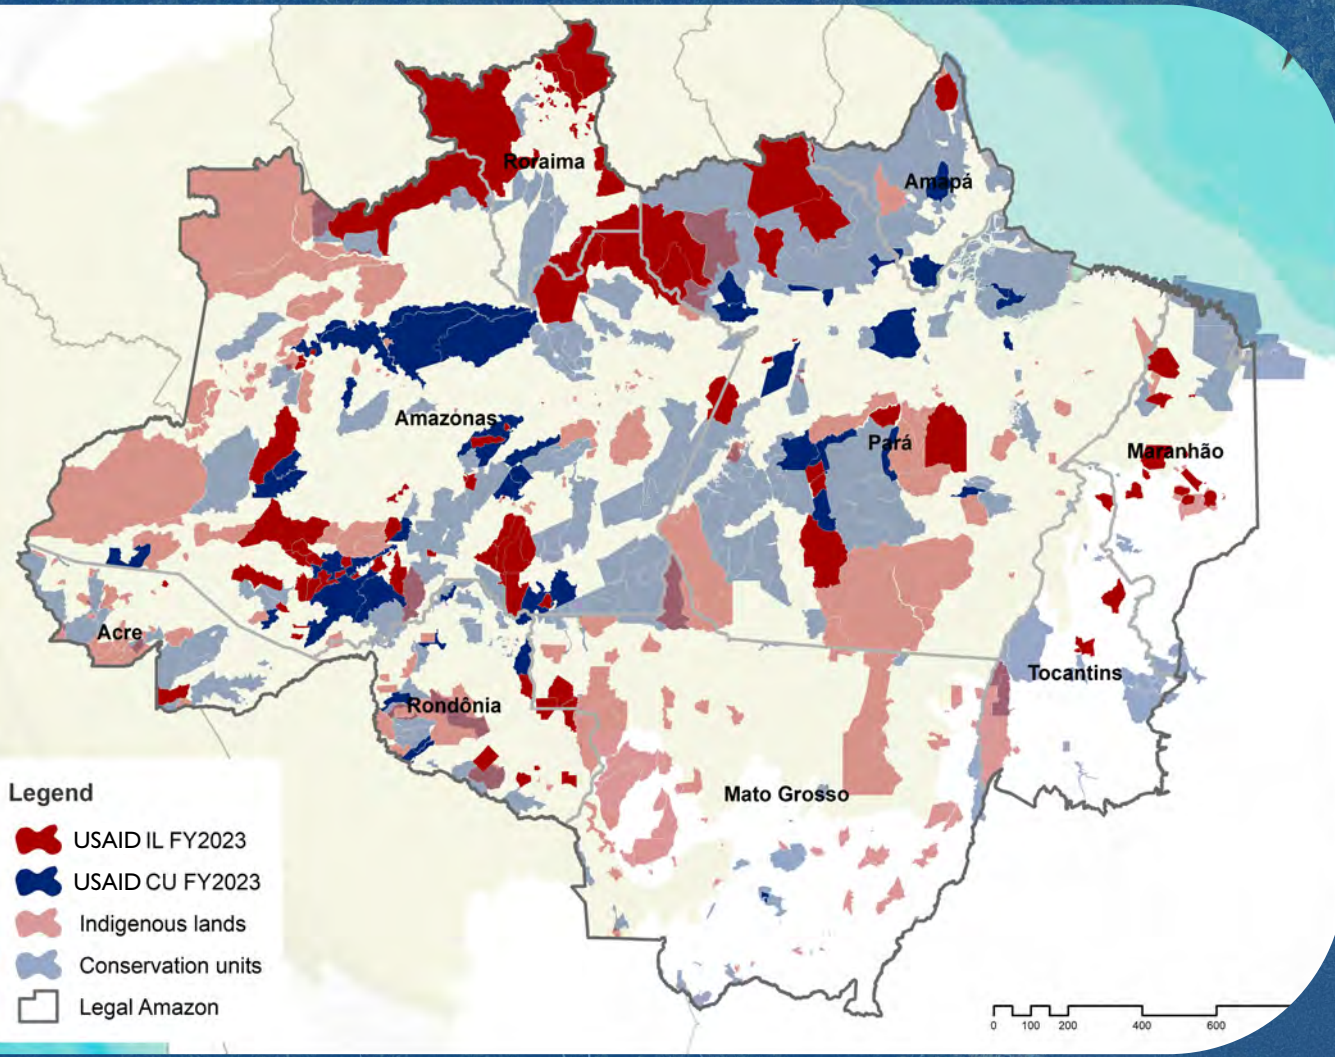 Roraima
Amapá
Amazonas
Pará
Maranhão
Acre
Tocantins
Rondônia
Mato Grosso
Legend
USAID IL FY2023
USAID CU FY2023
Indigenous lands
Conservation units
Legal Amazon
0 100 200 400 600